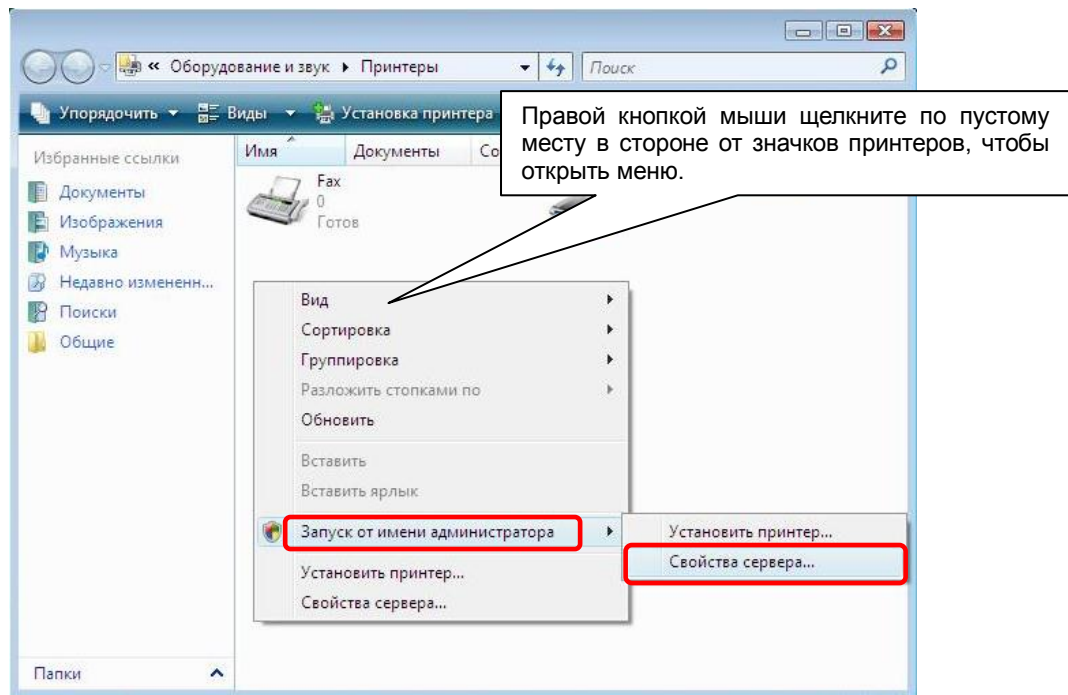 « Оборудование и звук ▸ Принтеры
Поиск
Упорядочить
Виды
Установка принтера
Правой кнопкой мыши щелкните по пустому
месту в стороне от значков принтеров, чтобы
открыть меню.
Избранные ссылки
Документы
Изображения
Музыка
Недавно измененн...
Поиски
Общие
Папки
Имя
Документы
Со
Fax
0
Готов
Вид
Сортировка
Группировка
Разложить стопками по
Обновить
Вставить
Вставить ярлык
Запуск от имени администратора
Установить принтер...
Свойства сервера...
Установить принтер...
Свойства сервера...